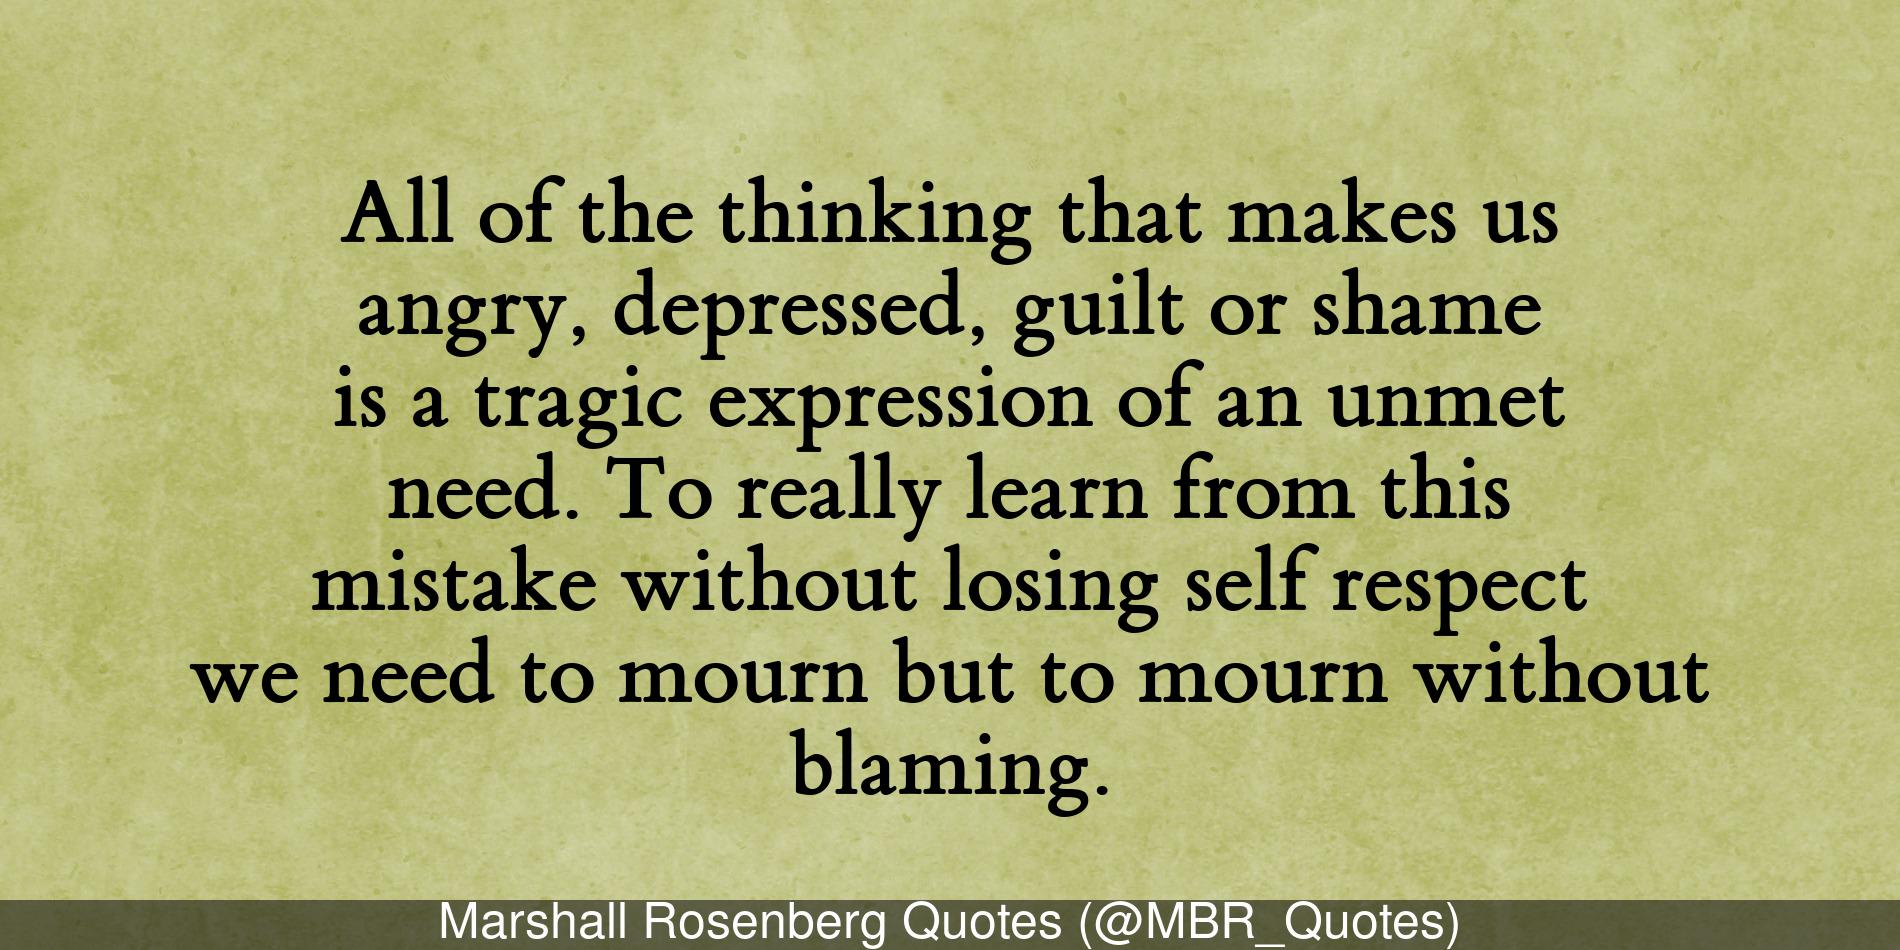 All of the thinking that makes us
angry, depressed, guilt or shame
is a tragic expression of an unmet
need. To really learn from this
mistake without losing self respect
we need to mourn but to mourn without
blaming.
Marshall Rosenberg Quotes (@MBR_Quotes)